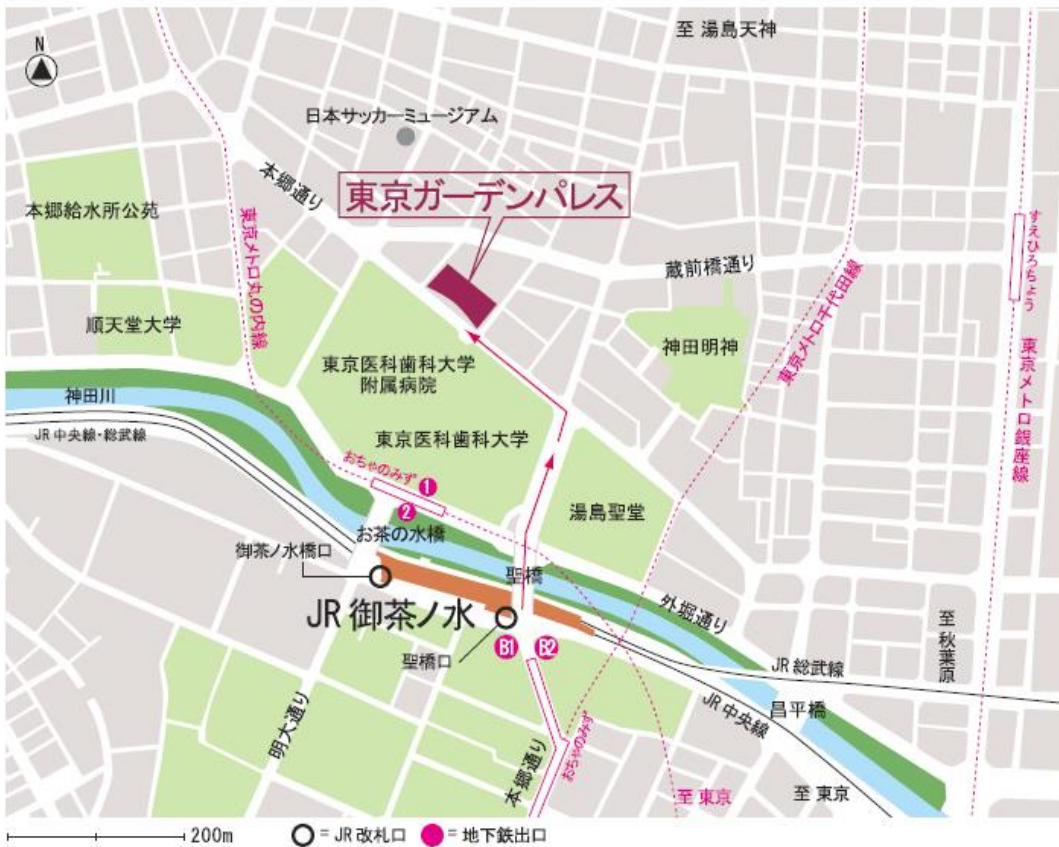 至 湯島天神
N
日本サッカーミュージアム
本郷通り
東京ガーデンパレス
本郷給水所公苑
東京メトロ丸の内線
すえひろちょう
蔵前橋通り
東京メトロ千代田線
順天堂大学
神田明神
東京メトロ銀座線
東京医科歯科大学
附属病院
神田川
JR 中央線・総武線
東京医科歯科大学
おちゃのみず
1
2
湯島聖堂
お茶の水橋
御茶ノ水橋口
聖橋
外堀通り
JR 御茶ノ水
至 秋葉原
聖橋口
B1
B2
JR 総武線
JR 中央線
昌平橋
明大通り
本郷通り
おちゃのみず
至 東京
至 東京
200m
= JR 改札口
= 地下鉄出口